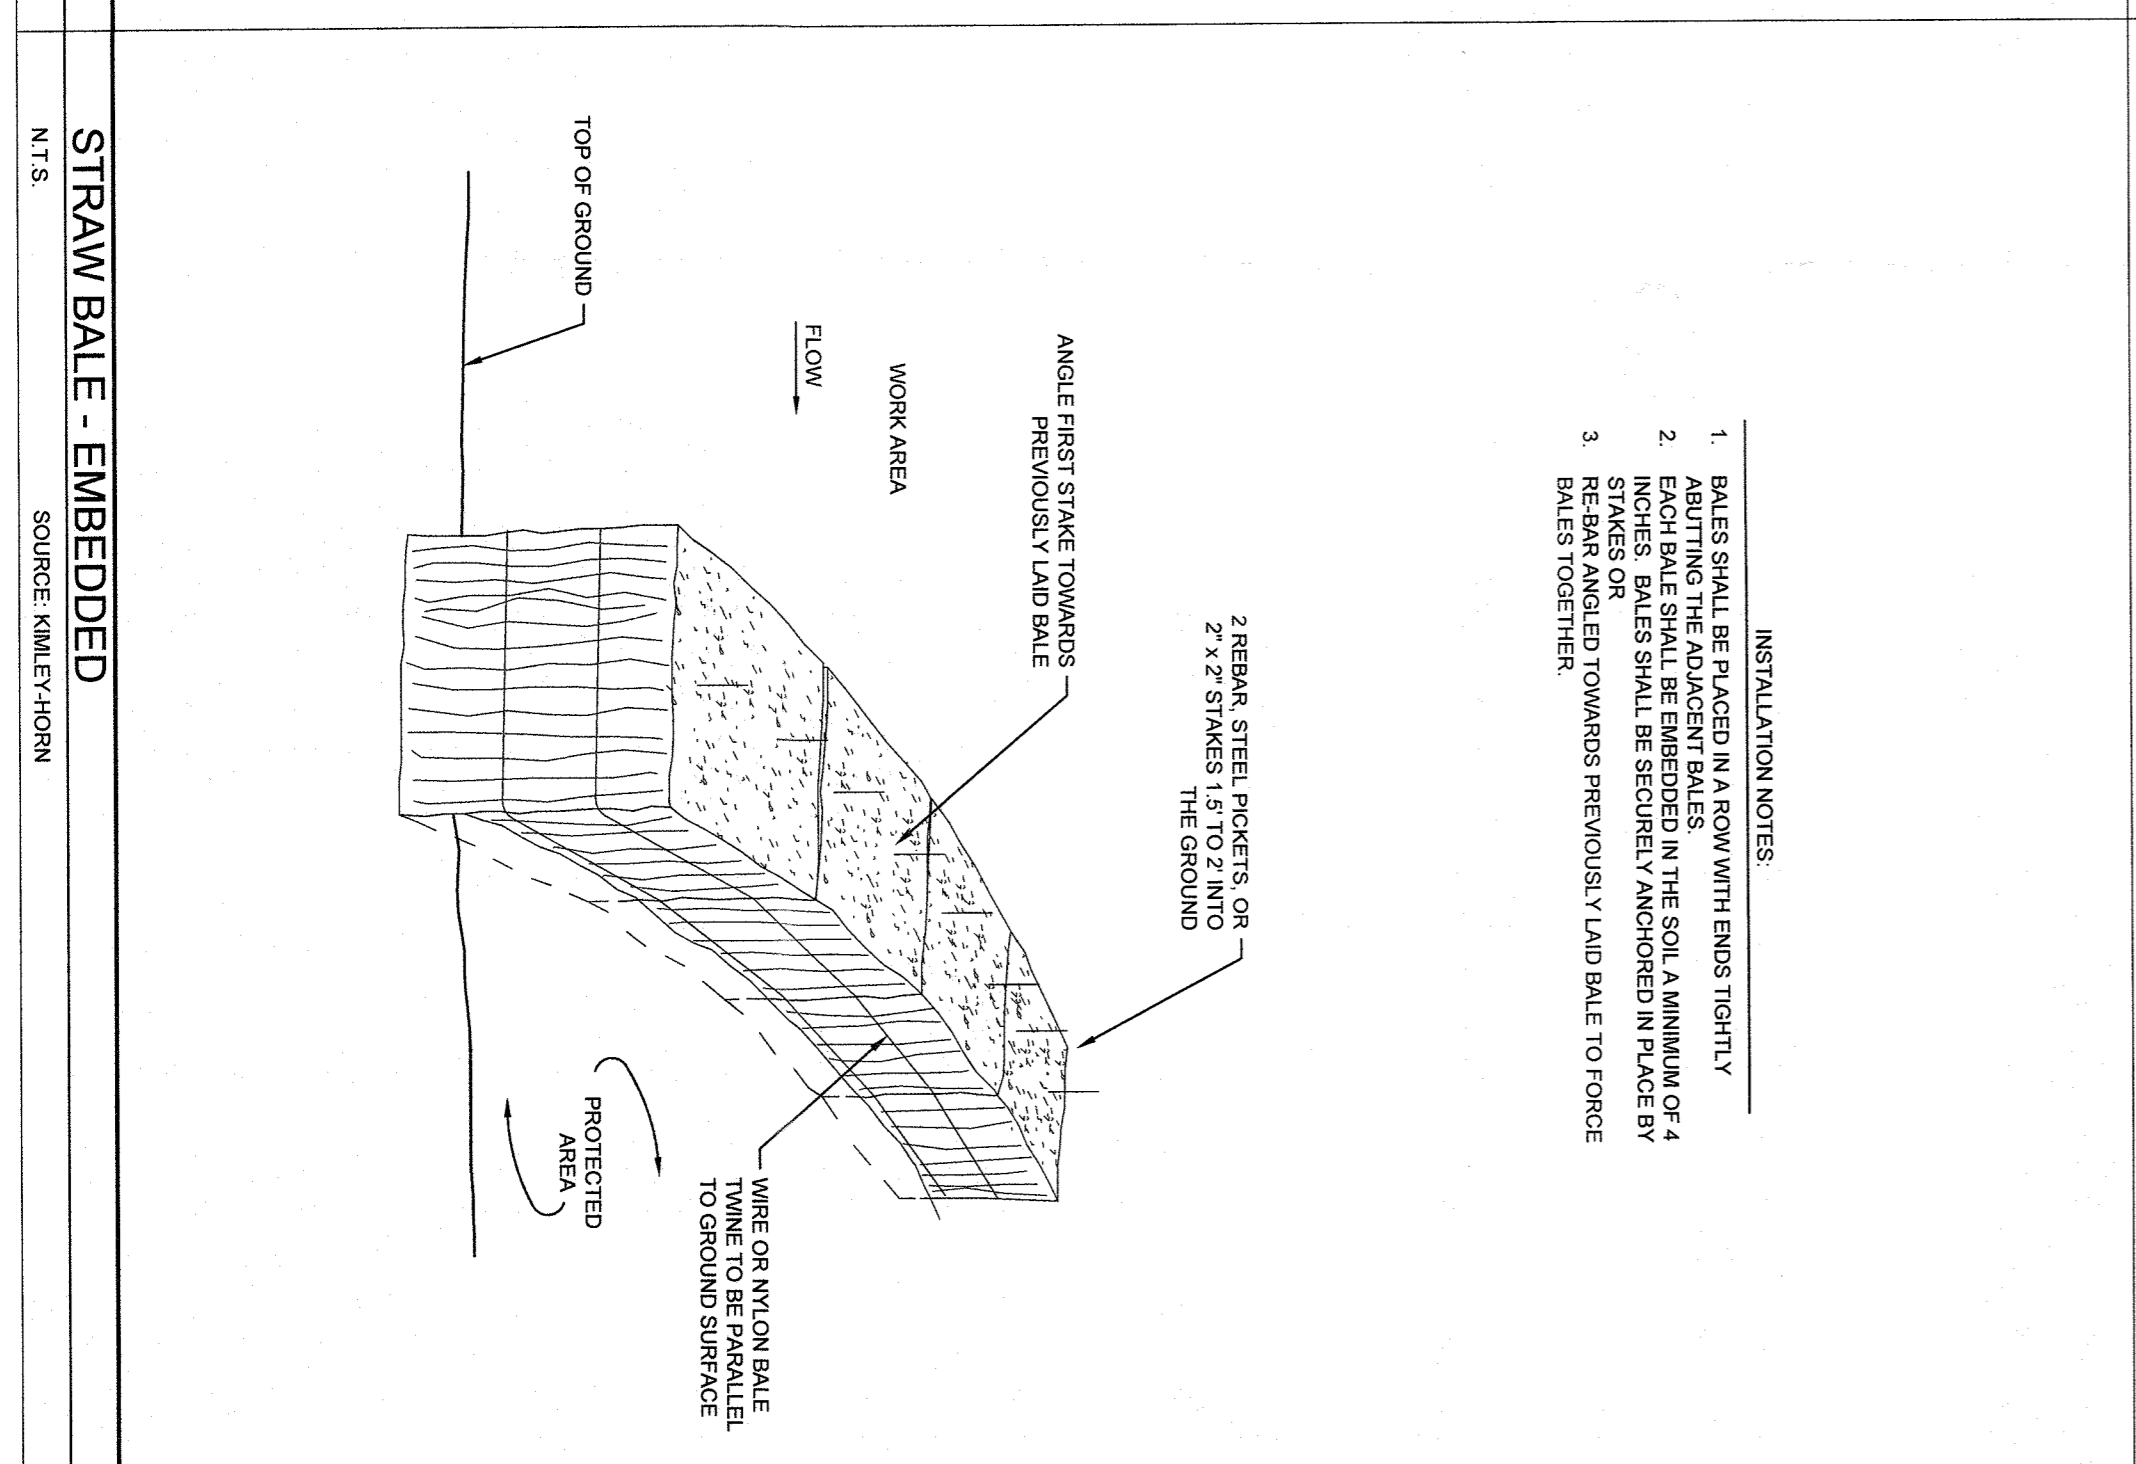 INSTALLATION NOTES:
1. BALES SHALL BE PLACED IN A ROW WITH ENDS TIGHTLY
ABUTTING THE ADJACENT BALES.
2. EACH BALE SHALL BE EMBEDDED IN THE SOIL A MINIMUM OF 4
INCHES. BALES SHALL BE SECURELY ANCHORED IN PLACE BY
STAKES OR
3. RE-BAR ANGLED TOWARDS PREVIOUSLY LAID BALE TO FORCE
BALES TOGETHER.
2 REBAR, STEEL PICKETS, OR
2" x 2" STAKES 1.5' TO 2' INTO
THE GROUND
ANGLE FIRST STAKE TOWARDS
PREVIOUSLY LAID BALE
WORK AREA
FLOW
WIRE OR NYLON BALE
TWINE TO BE PARALLEL
TO GROUND SURFACE
TOP OF GROUND
PROTECTED
AREA
STRAW BALE - EMBEDDED
N.T.S.
SOURCE: KIMLEY-HORN